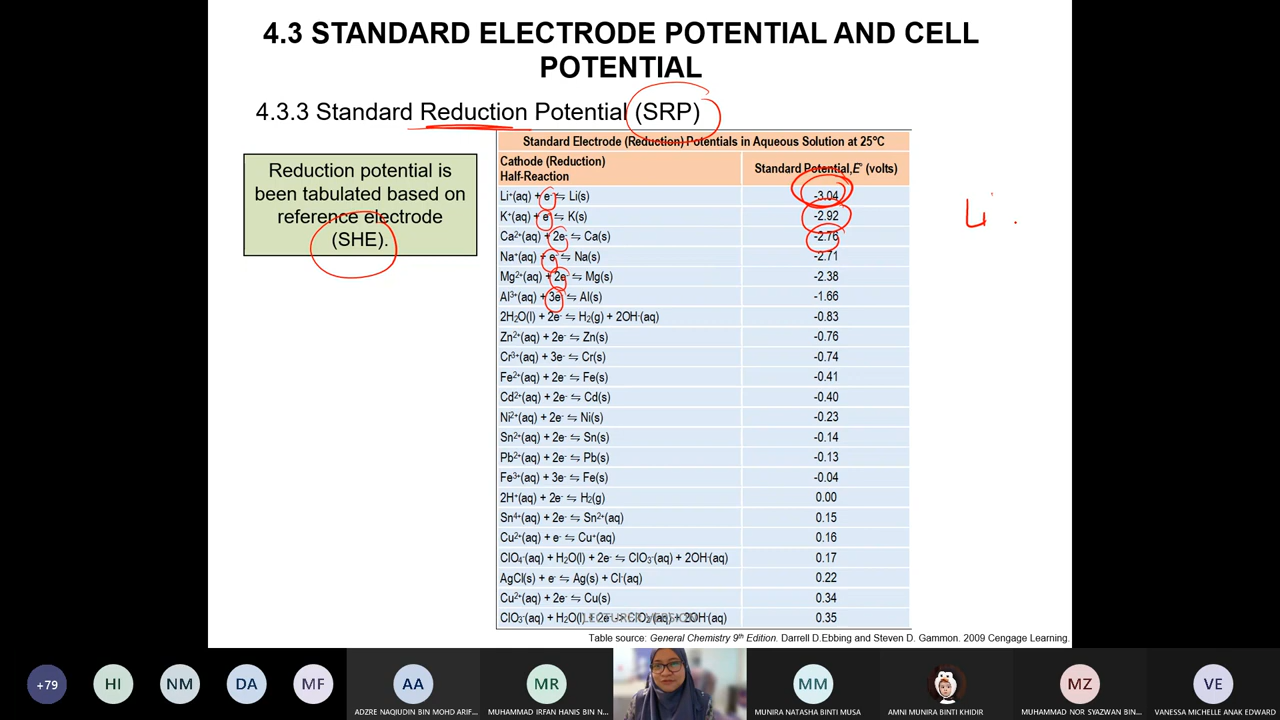 4.3 STANDARD ELECTRODE POTENTIAL AND CELL
POTENTIAL
4.3.3 Standard Reduction Potential (SRP)
Reduction potential is
been tabulated based on
reference electrode
(SHE).
Standard Electrode (Reduction) Potentials in Aqueous Solution at 25°C
Cathode (Reduction)
Half-Reaction
Standard Potential,E° (volts)
Li⁺(aq) + e⁻ ⇋ Li(s) -3.04
K⁺(aq) + e⁻ ⇋ K(s) -2.92
Ca²⁺(aq) + 2e⁻ ⇋ Ca(s) -2.76
Na⁺(aq) + e⁻ ⇋ Na(s) -2.71
Mg²⁺(aq) + 2e⁻ ⇋ Mg(s) -2.38
Al³⁺(aq) + 3e⁻ ⇋ Al(s) -1.66
2H₂O(l) + 2e⁻ ⇋ H₂(g) + 2OH⁻(aq) -0.83
Zn²⁺(aq) + 2e⁻ ⇋ Zn(s) -0.76
Cr³⁺(aq) + 3e⁻ ⇋ Cr(s) -0.74
Fe²⁺(aq) + 2e⁻ ⇋ Fe(s) -0.41
Cd²⁺(aq) + 2e⁻ ⇋ Cd(s) -0.40
Ni²⁺(aq) + 2e⁻ ⇋ Ni(s) -0.23
Sn²⁺(aq) + 2e⁻ ⇋ Sn(s) -0.14
Pb²⁺(aq) + 2e⁻ ⇋ Pb(s) -0.13
Fe³⁺(aq) + 3e⁻ ⇋ Fe(s) -0.04
2H⁺(aq) + 2e⁻ ⇋ H₂(g) 0.00
Sn⁴⁺(aq) + 2e⁻ ⇋ Sn²⁺(aq) 0.15
Cu²⁺(aq) + e⁻ ⇋ Cu⁺(aq) 0.16
ClO₄⁻(aq) + H₂O(l) + 2e⁻ ⇋ ClO₃⁻(aq) + 2OH⁻(aq) 0.17
AgCl(s) + e⁻ ⇋ Ag(s) + Cl⁻(aq) 0.22
Cu²⁺(aq) + 2e⁻ ⇋ Cu(s) 0.34
ClO₃⁻(aq) + H₂O(l) + 2e⁻ ClO₂⁻(aq) + 2OH⁻(aq) 0.35
LECTURER VERSION
Li
Table source: General Chemistry 9th Edition. Darrell D.Ebbing and Steven D. Gammon. 2009 Cengage Learning.
+79 HI NM DA MF AA MR MM MZ VE
ADZRE NAQIUDIN BIN MOHD ARIF... MUHAMMAD IRFAN HANIS BIN N... MUNIRA NATASHA BINTI MUSA AMNI MUNIRA BINTI KHIDIR MUHAMMAD NOR SYAZWAN BIN... VANESSA MICHELLE ANAK EDWARD